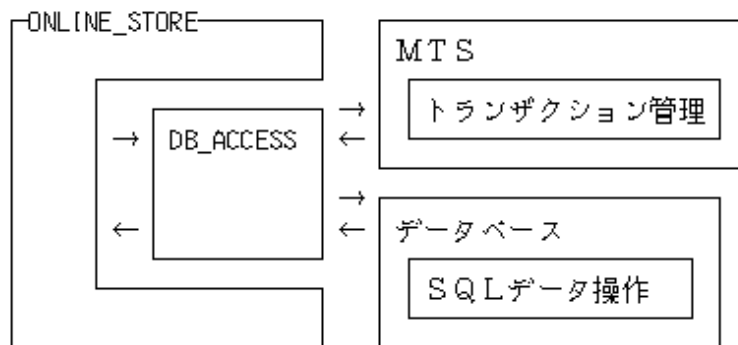 ONLINE_STORE
MTS
トランザクション管理
→ DB_ACCESS →
←
→
← ← データベース
SQLデータ操作